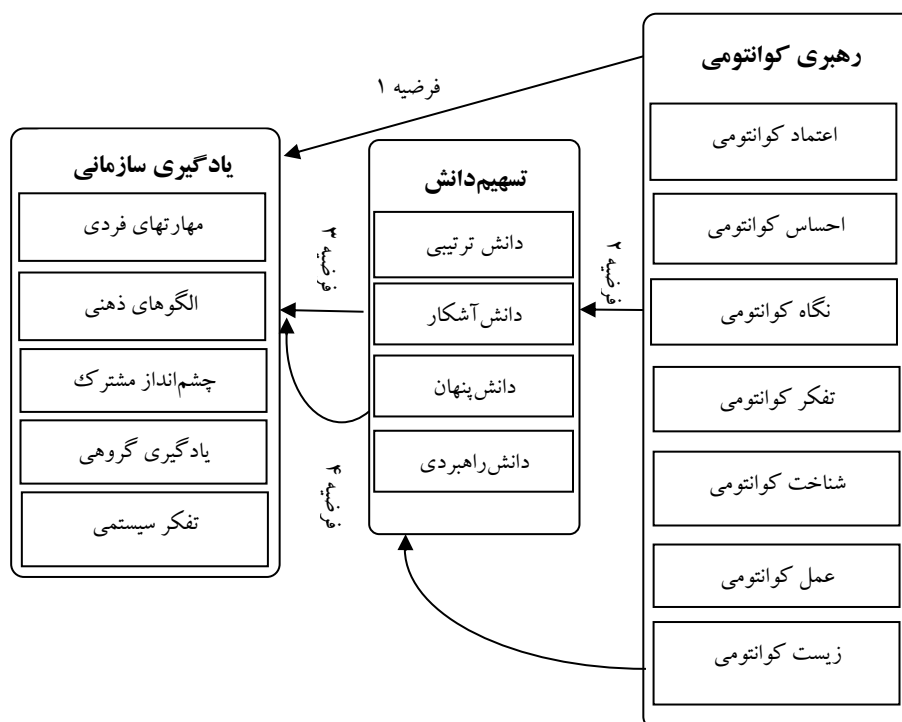 رهبری کوانتومی
اعتماد کوانتومی
احساس کوانتومی
نگاه کوانتومی
تفکر کوانتومی
شناخت کوانتومی
عمل کوانتومی
زیست کوانتومی
فرضیه ۱
فرضیه ۲
تسهیم‌دانش
دانش ترتیبی
دانش‌آشکار
دانش‌پنهان
دانش‌راهبردی
فرضیه ۳
فرضیه ۴
یادگیری سازمانی
مهارتهای فردی
الگوهای ذهنی
چشم‌انداز مشترك
یادگیری گروهی
تفکر سیستمی